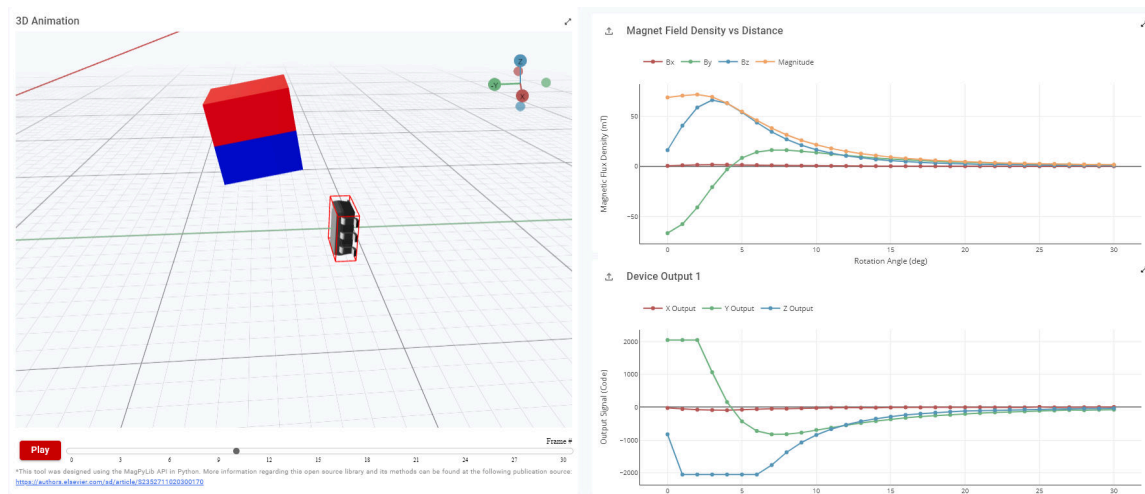 3D Animation
Z
-Y
X
Play
Frame #
0 3 6 9 12 15 18 21 24 27 30
*This tool was designed using the MagPyLib API in Python. More information regarding this open source library and its methods can be found at the following publication source:
https://authors.elsevier.com/sd/article/S2352711020300170
Magnet Field Density vs Distance
Bx By Bz Magnitude
Magnetic Flux Density (mT)
50
0
−50
0 5 10 15 20 25 30
Rotation Angle (deg)
Device Output 1
X Output Y Output Z Output
Output Signal (Code)
2000
1000
0
−1000
−2000
0 5 10 15 20 25 30